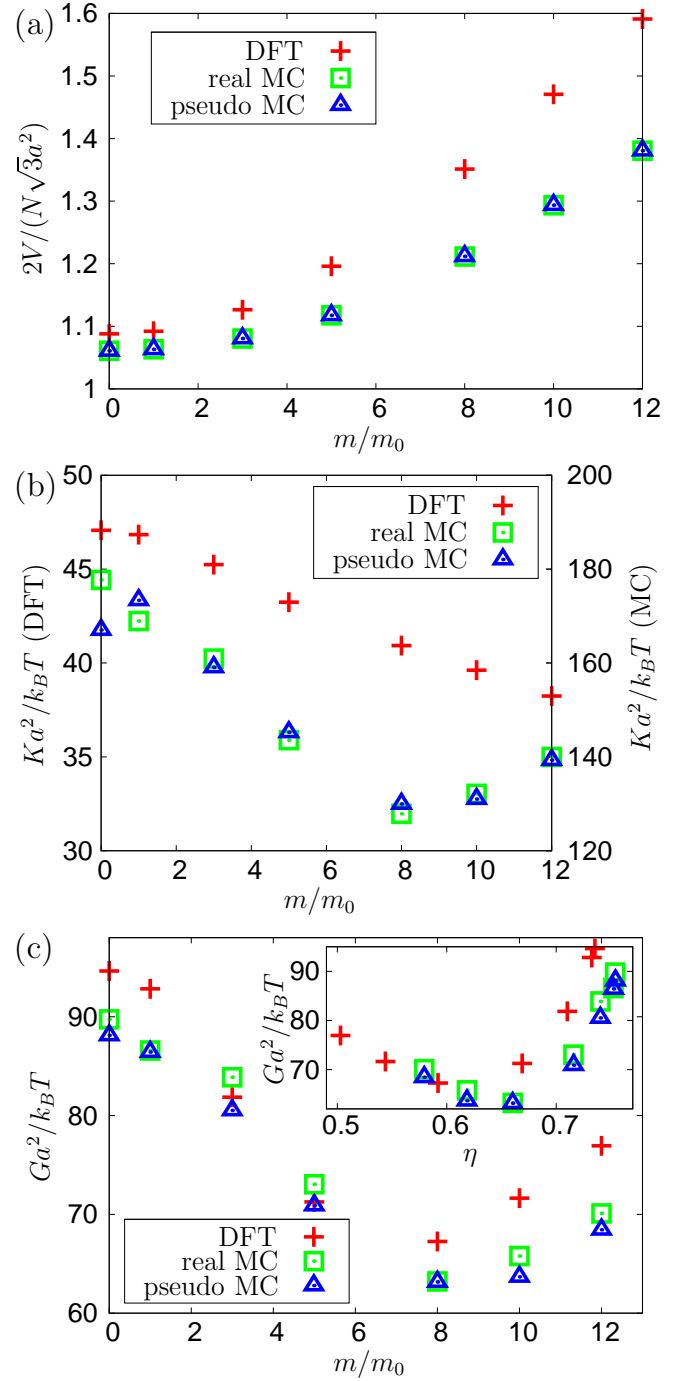 (a)
DFT
real MC
pseudo MC
1.6
1.5
1.4
1.3
1.2
1.1
1
2V/(N√3a²)
0 2 4 6 8 10 12
m/m₀
(b)
DFT
real MC
pseudo MC
50
45
40
35
30
Ka²/k_BT (DFT)
200
180
160
140
120
Ka²/k_BT (MC)
0 2 4 6 8 10 12
m/m₀
(c)
90
80
70
60
Ga²/k_BT
90
80
70
Ga²/k_BT
0.5 0.6 0.7
η
DFT
real MC
pseudo MC
0 2 4 6 8 10 12
m/m₀